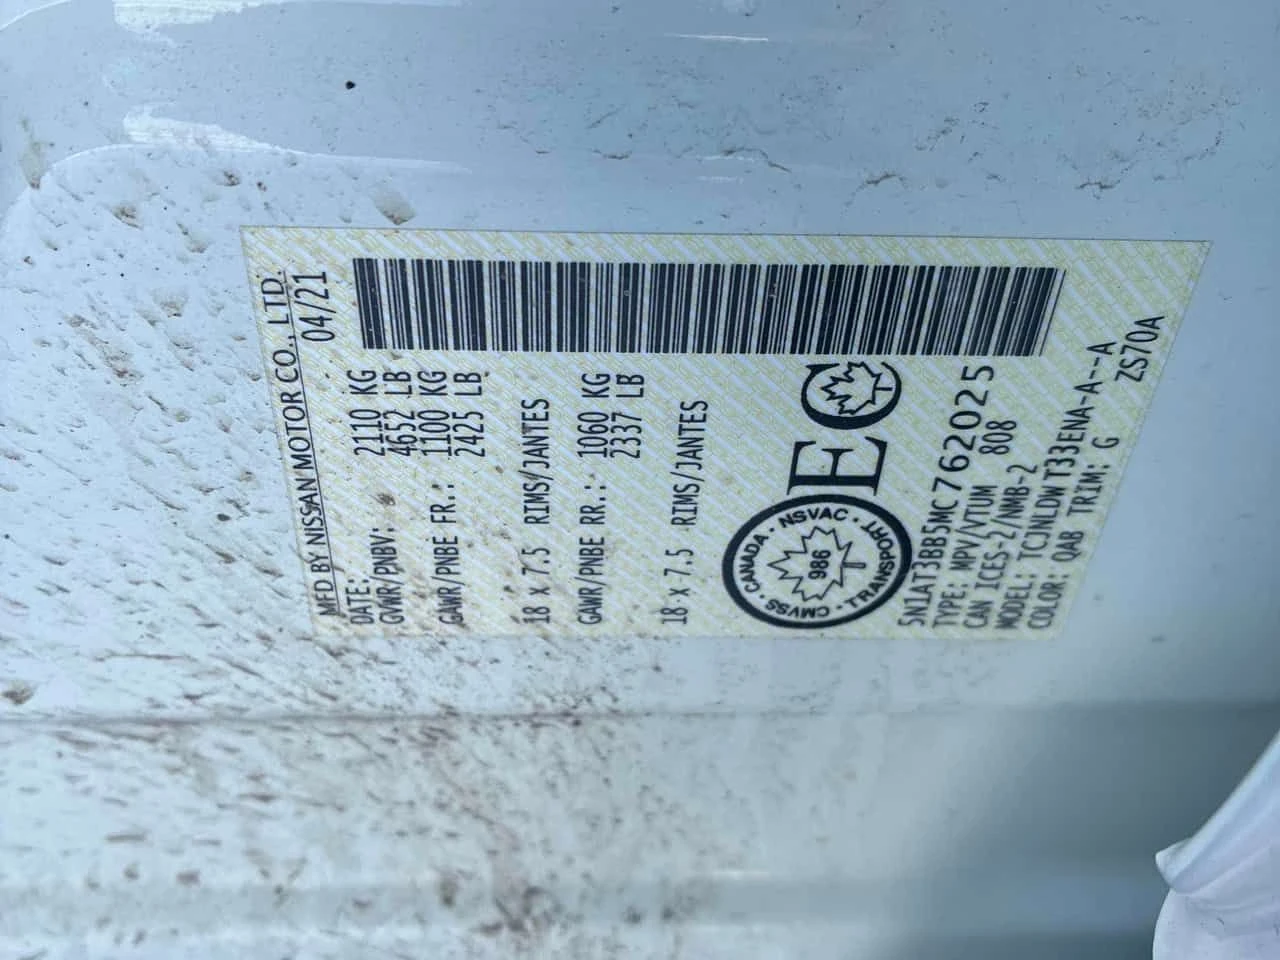 MFD BY NISSAN MOTOR CO., LTD.
DATE: 04/21
GVWR/PNBV: 2110 KG
4652 LB
GAWR/PNBE FR.: 1100 KG
2425 LB
18 x 7.5 RIMS/JANTES
GAWR/PNBE RR.: 1060 KG
2337 LB
18 x 7.5 RIMS/JANTES
CANADA · NSVAC · TRANSPORT · CMVSS ·
986
EC
5N1AT3BB5MC762025
TYPE: MPV/VTUM 808
CAN ICES-2/NMB-2
MODEL: TCJNLDW T33ENA-A--A
COLOR: QAB TRIM: G ZS70A